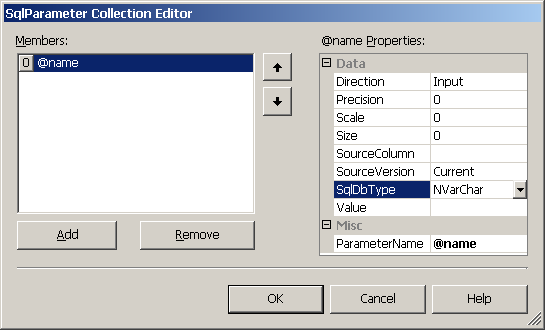 SqlParameter Collection Editor
Members:
0 @name
Add
Remove
@name Properties:
Data
Direction Input
Precision 0
Scale 0
Size 0
SourceColumn
SourceVersion Current
SqlDbType NVarChar
Value
Misc
ParameterName @name
OK
Cancel
Help